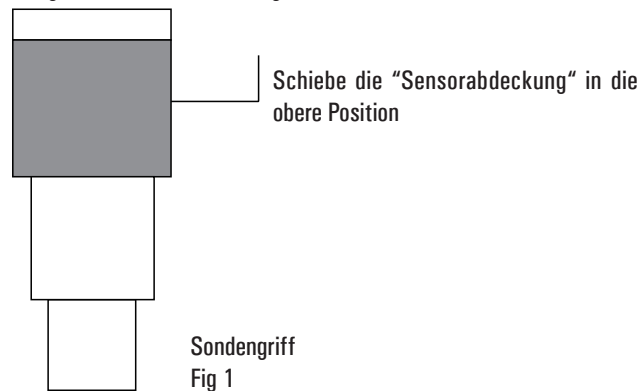 Schiebe die “Sensorabdeckung“ in die
obere Position
Sondengriff
Fig 1